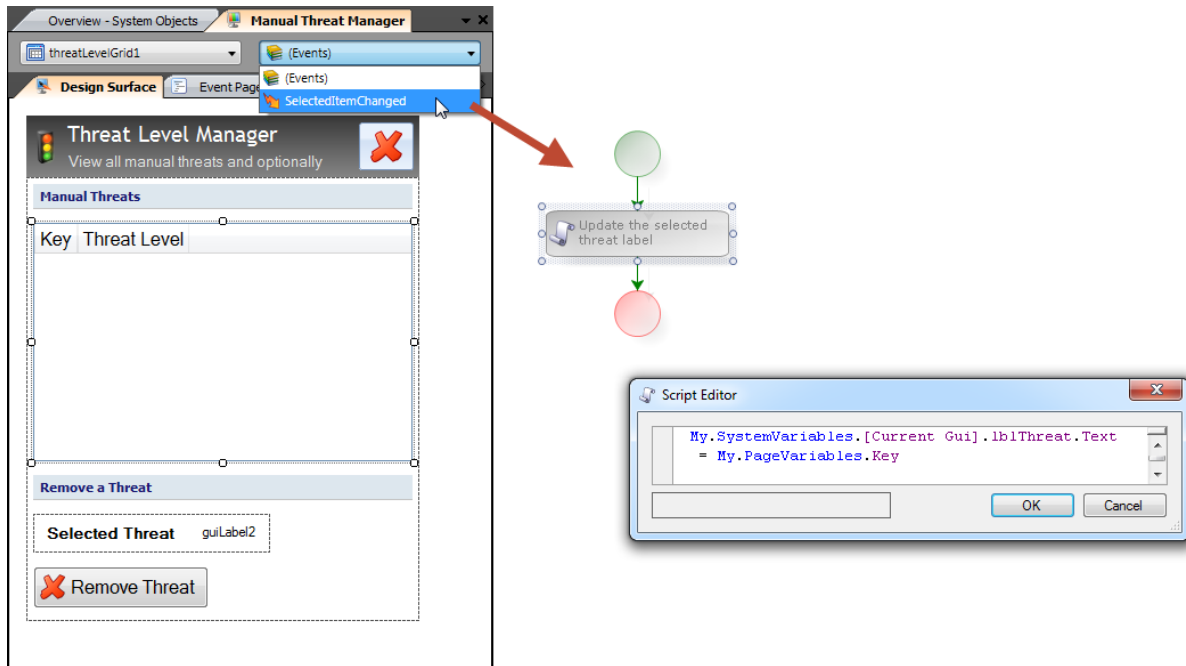 Overview - System Objects
Manual Threat Manager
threatLevelGrid1
(Events)
(Events)
SelectedItemChanged
Design Surface
Event Page
Threat Level Manager
View all manual threats and optionally
Manual Threats
Key Threat Level
Remove a Threat
Selected Threat guiLabel2
Remove Threat
Update the selected
threat label
Script Editor
My.SystemVariables.[Current Gui].lblThreat.Text
= My.PageVariables.Key
OK Cancel